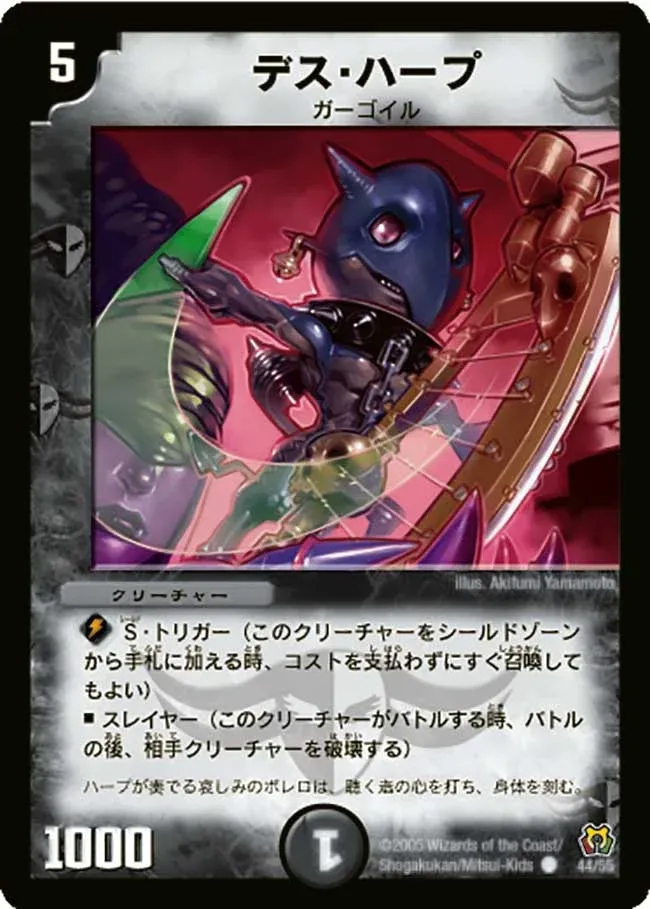 5
デス・ハープ
ガーゴイル
illus. Akifumi Yamamoto
クリーチャー
S・トリガー（このクリーチャーをシールドゾーン
から手札に加える時、コストを支払わずにすぐ召喚して
もよい）
■ スレイヤー（このクリーチャーがバトルする時、バトル
の後、相手クリーチャーを破壊する）
ハープが奏でる哀しみのボレロは、聴く者の心を打ち、身体を刻む。
1000
1
©2005 Wizards of the Coast/
Shogakukan/Mitsui-Kids
44/55